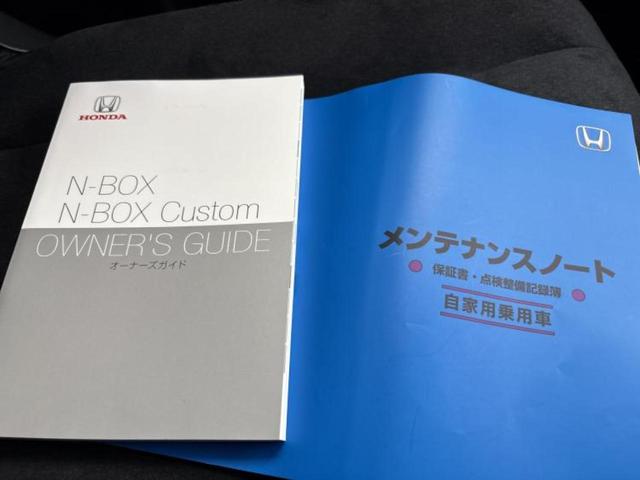 HONDA
N-BOX
N-BOX Custom
OWNER'S GUIDE
オーナーズガイド
メンテナンスノート
保証書・点検整備記録簿
自家用乗用車